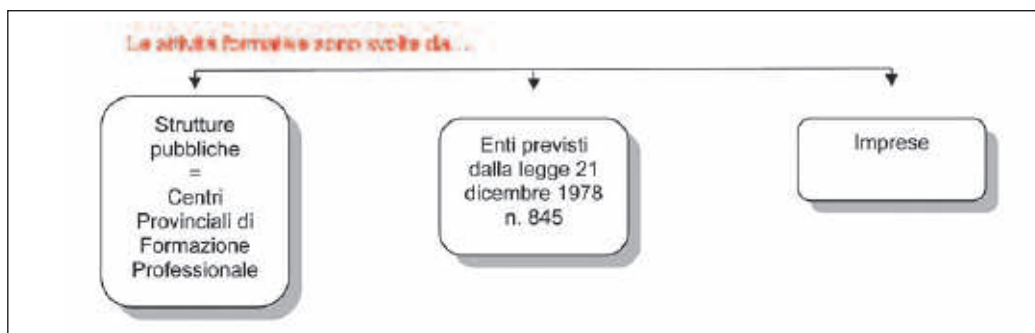 Le attività formative sono svolte da...
Strutture
pubbliche
=
Centri
Provinciali di
Formazione
Professionale
Enti previsti
dalla legge 21
dicembre 1978
n. 845
Imprese